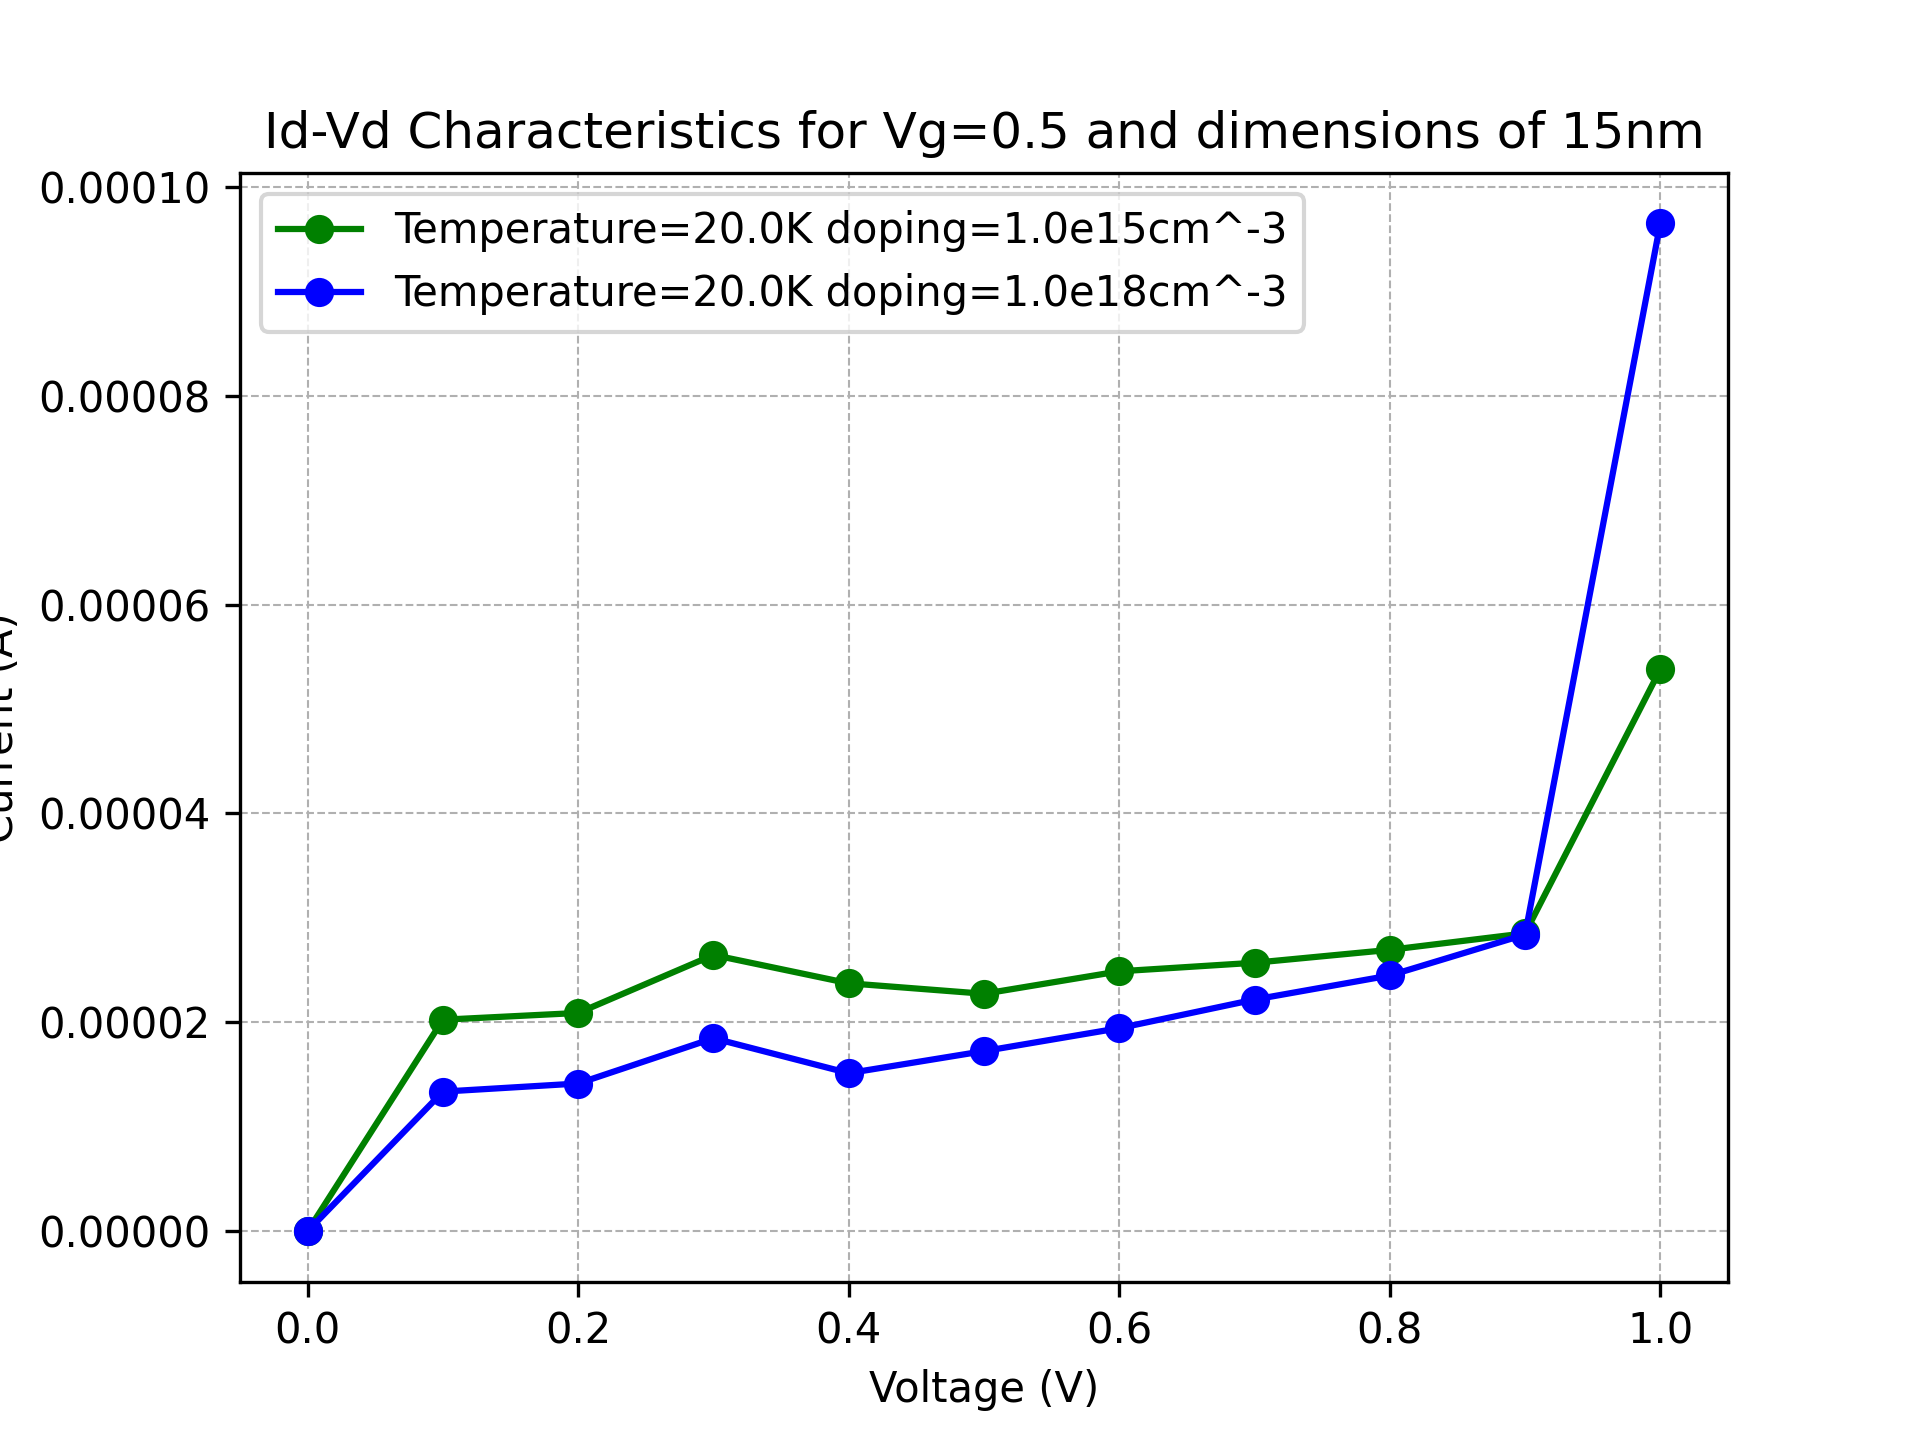 Id-Vd Characteristics for Vg=0.5 and dimensions of 15nm
Temperature=20.0K doping=1.0e15cm^-3
Temperature=20.0K doping=1.0e18cm^-3
0.00010
0.00008
0.00006
0.00004
0.00002
0.00000
Current (A)
0.0 0.2 0.4 0.6 0.8 1.0
Voltage (V)